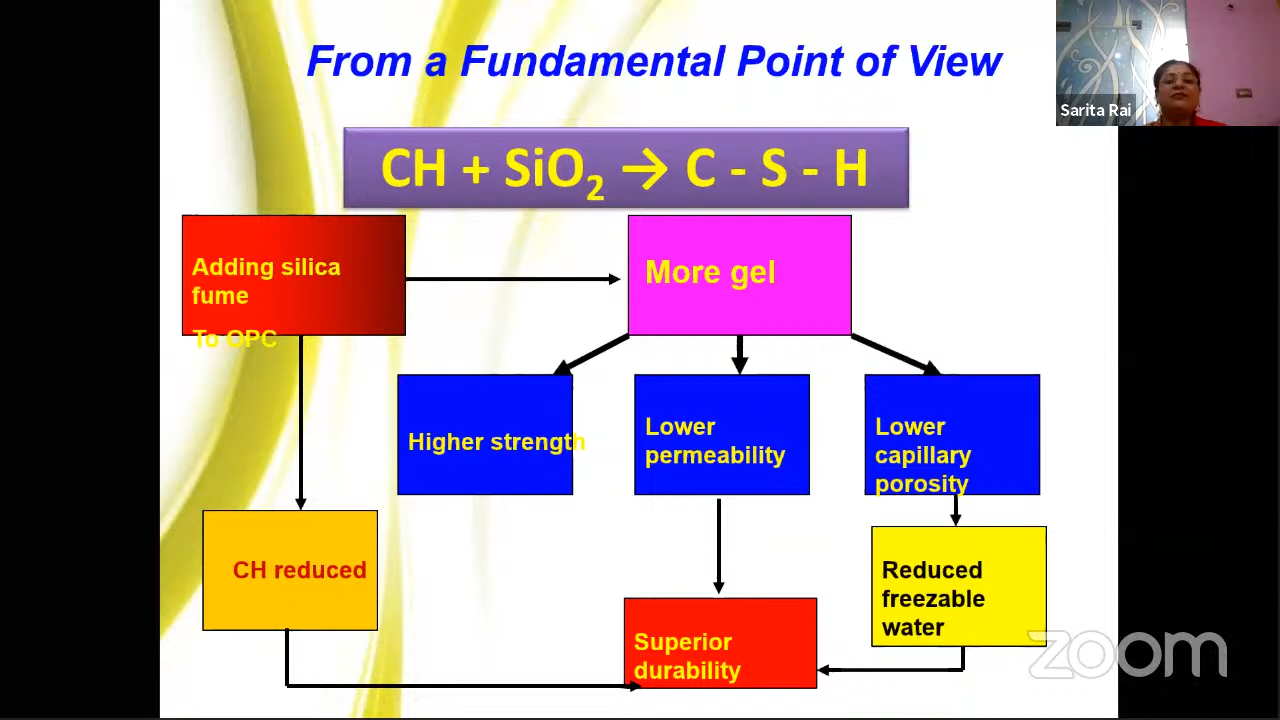 From a Fundamental Point of View
Sarita Rai
CH + SiO₂ → C - S - H
Adding silica
fume
To OPC
More gel
Higher strength
Lower
permeability
Lower
capillary
porosity
CH reduced
Reduced
freezable
water
Superior
durability
zoom